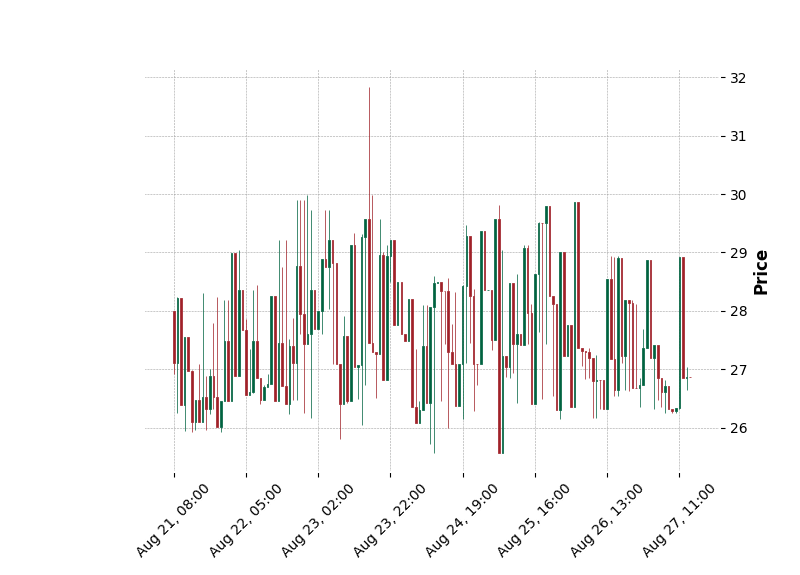 32
31
30
29
28
27
26
Price
Aug 21, 08:00
Aug 22, 05:00
Aug 23, 02:00
Aug 23, 22:00
Aug 24, 19:00
Aug 25, 16:00
Aug 26, 13:00
Aug 27, 11:00